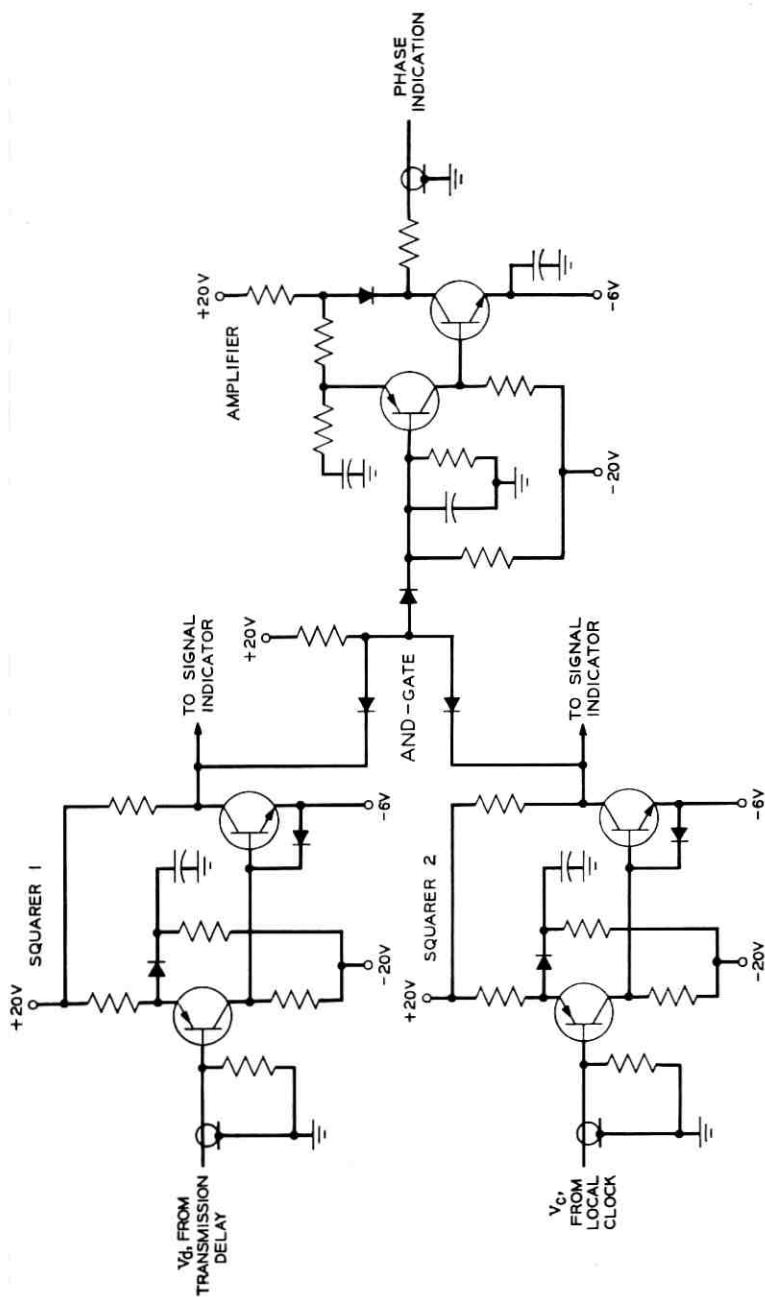 +20V
SQUARER 1
TO SIGNAL
INDICATOR
-6V
-20V
Vd, FROM
TRANSMISSION
DELAY
+20V
AND-GATE
+20V
AMPLIFIER
PHASE
INDICATION
-6V
-20V
+20V
SQUARER 2
TO SIGNAL
INDICATOR
-6V
-20V
Vc,
FROM
LOCAL
CLOCK